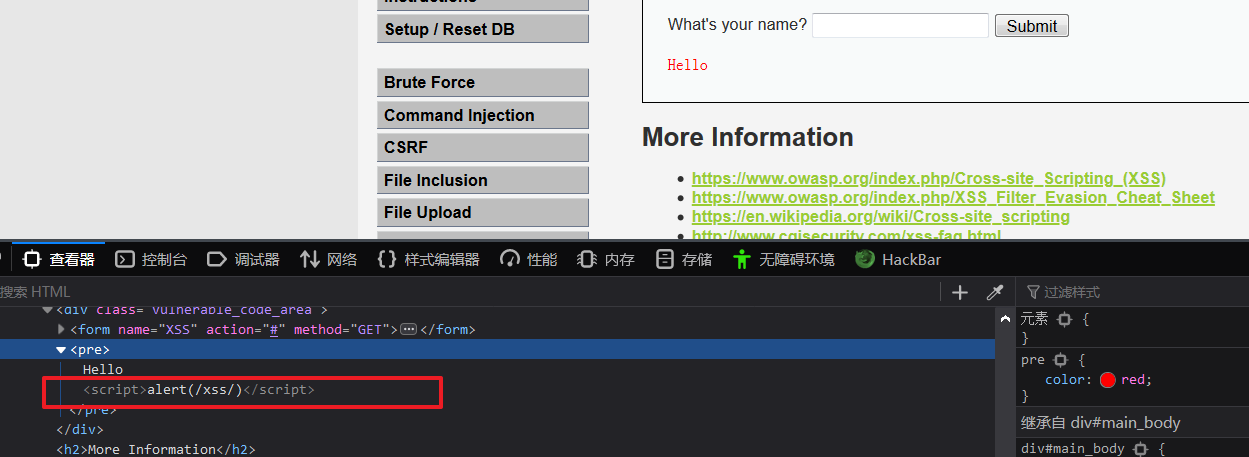 Instructions
Setup / Reset DB
Brute Force
Command Injection
CSRF
File Inclusion
File Upload
What's your name? Submit
Hello
More Information
https://www.owasp.org/index.php/Cross-site_Scripting_(XSS)
https://www.owasp.org/index.php/XSS_Filter_Evasion_Cheat_Sheet
https://en.wikipedia.org/wiki/Cross-site_scripting
http://www.cgisecurity.com/xss-faq.html
查看器 控制台 调试器 网络 样式编辑器 性能 内存 存储 无障碍环境 HackBar
搜索 HTML
<div class="vulnerable_code_area">
<form name="XSS" action="#" method="GET"></form>
<pre>
Hello
<script>alert(/xss/)</script>
</pre>
</div>
<h2>More Information</h2>
过滤样式
元素 {
}
pre {
color: red;
}
继承自 div#main_body
div#main_body {